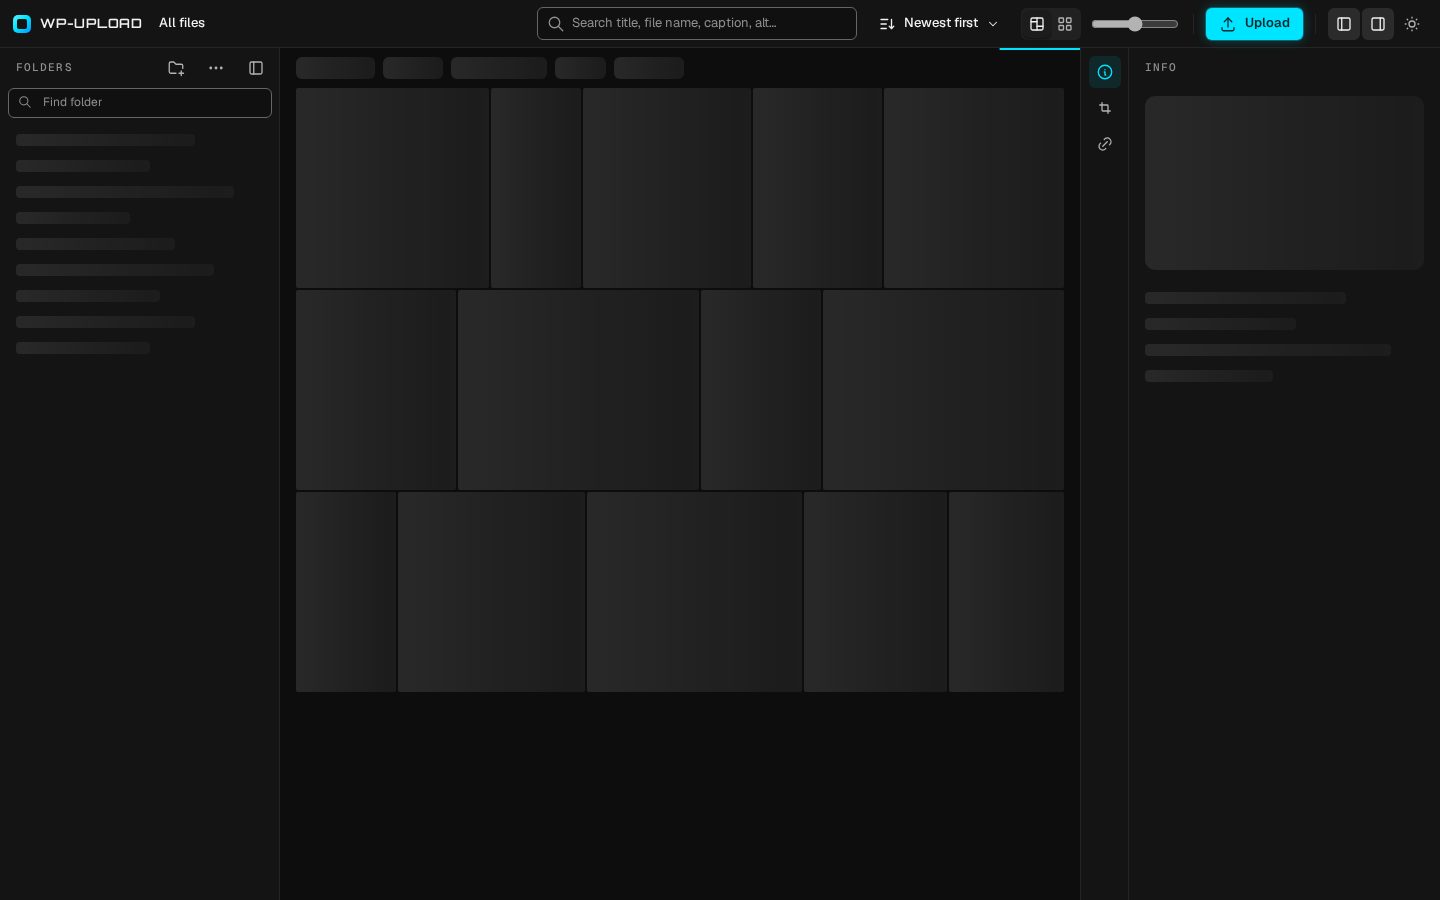 WP-UPLOAD
All files
Search title, file name, caption, alt...
Newest first
Upload
FOLDERS
Find folder
INFO